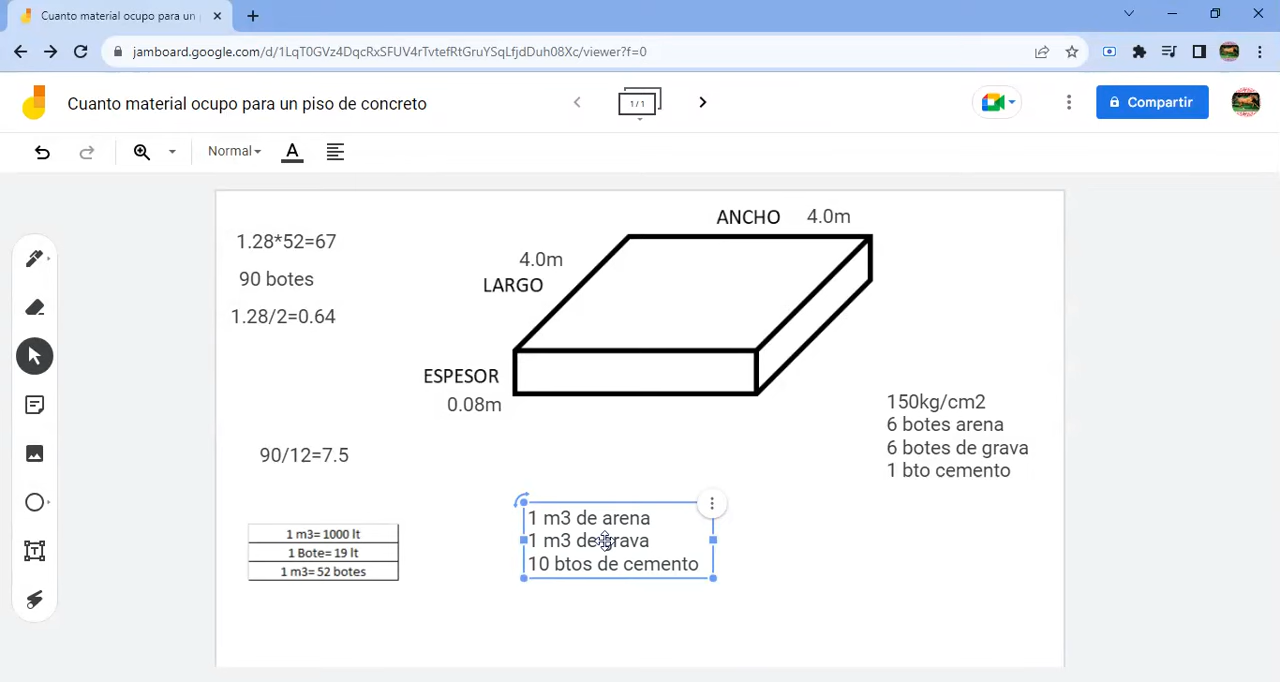 Cuanto material ocupo para un
jamboard.google.com/d/1LqT0GVz4DqcRxSFUV4rTvtefRtGruYSqLfjdDuh08Xc/viewer?f=0
Cuanto material ocupo para un piso de concreto
1/1
Compartir
Normal
A
1.28*52=67
90 botes
1.28/2=0.64
ANCHO 4.0m
4.0m
LARGO
ESPESOR
0.08m
150kg/cm2
6 botes arena
6 botes de grava
1 bto cemento
90/12=7.5
1 m3 de arena
1 m3 de grava
10 btos de cemento
1 m3= 1000 lt
1 Bote= 19 lt
1 m3= 52 botes